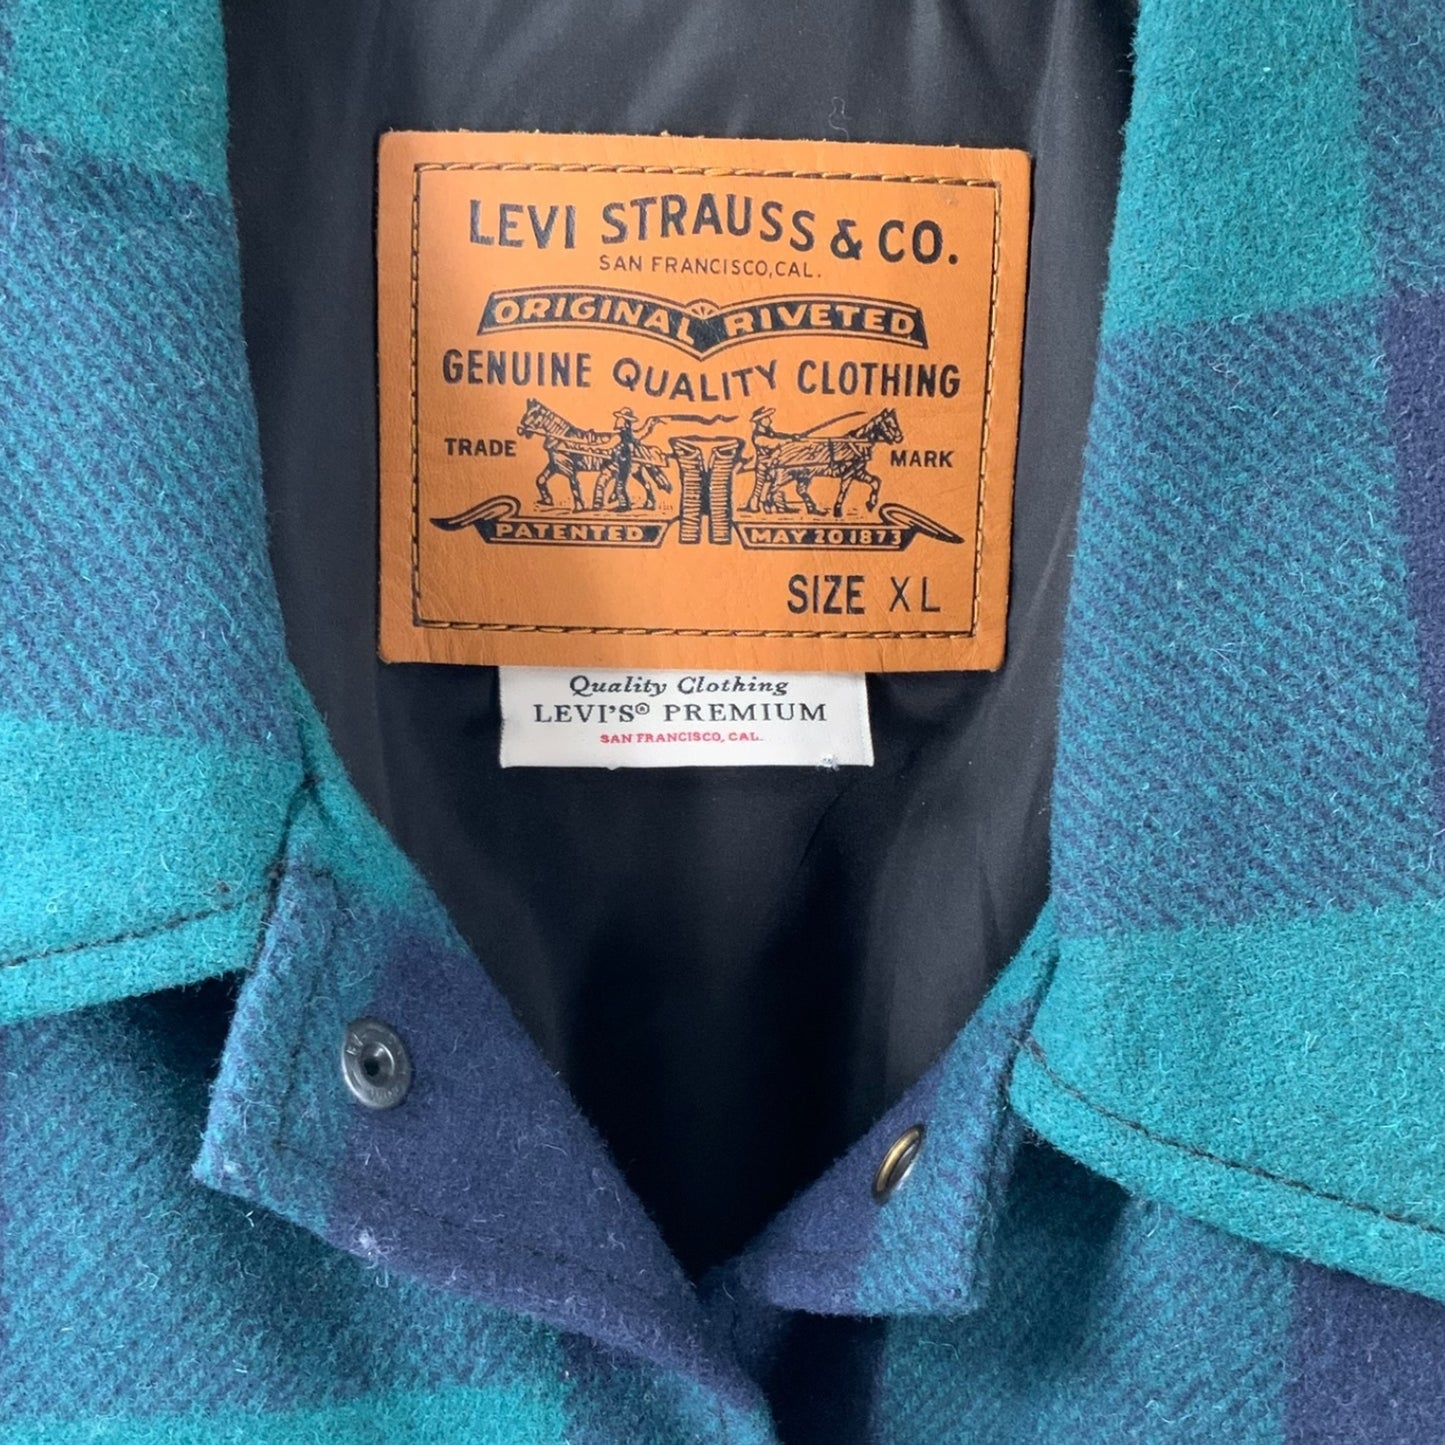 LEVI STRAUSS & CO.
SAN FRANCISCO, CAL.
ORIGINAL RIVETED
GENUINE QUALITY CLOTHING
TRADE MARK
PATENTED MAY 20 1873
SIZE XL
Quality Clothing
LEVI'S® PREMIUM
SAN FRANCISCO, CAL.